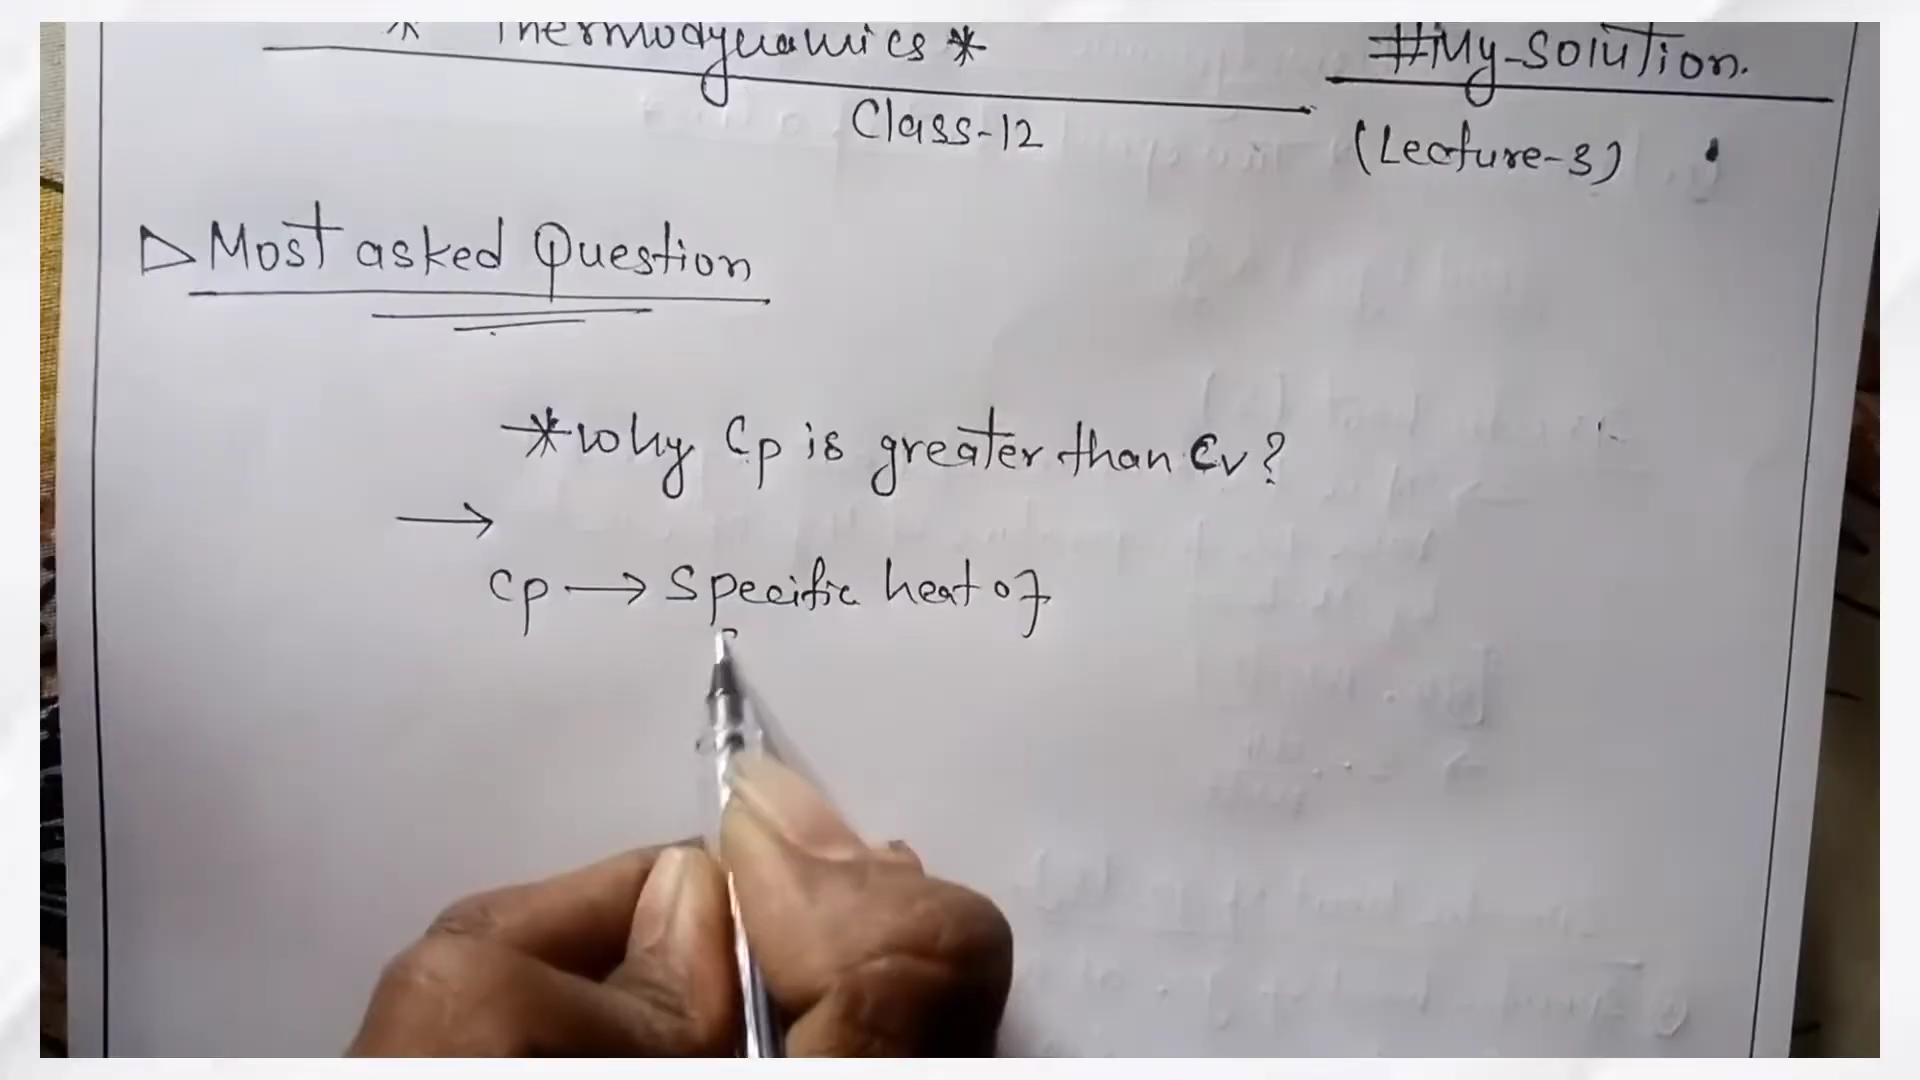 * Thermodynamics *
#My-Solution.
Class-12
(Lecture-3)
Most asked Question
*Why Cp is greater than Cv?
→
Cp → Specific heat of